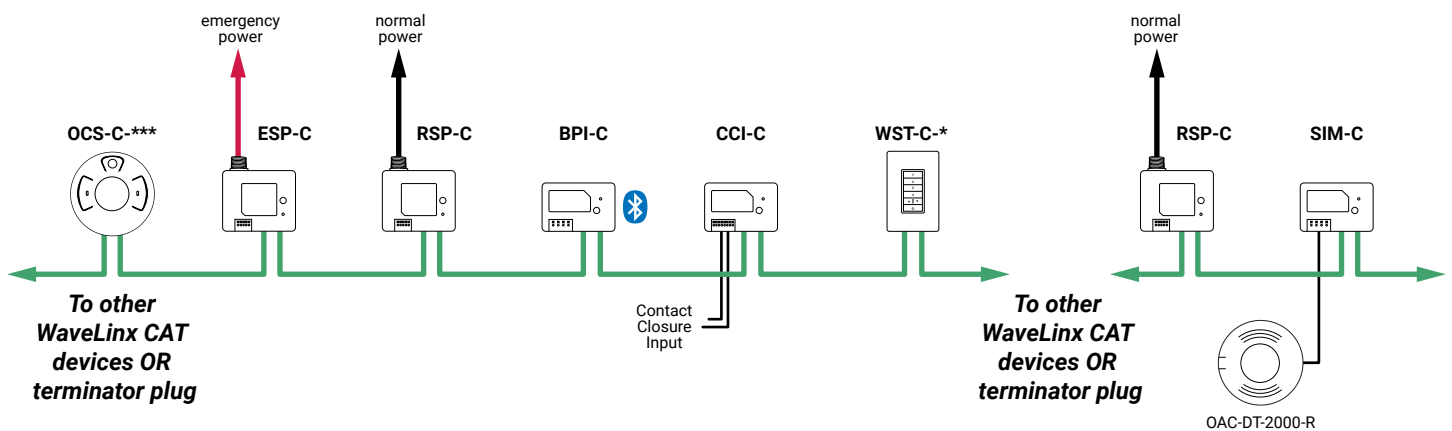 emergency
power
normal
power
normal
power
OCS-C-***
ESP-C
RSP-C
BPI-C
CCI-C
WST-C-*
RSP-C
SIM-C
To other
WaveLinx CAT
devices OR
terminator plug
Contact
Closure
Input
To other
WaveLinx CAT
devices OR
terminator plug
OAC-DT-2000-R